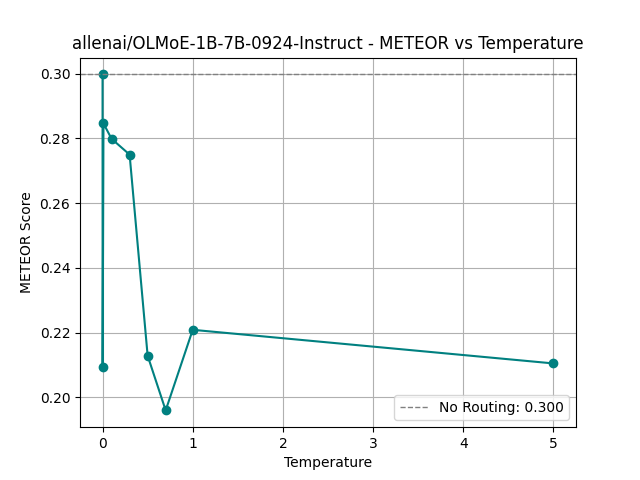 allenai/OLMoE-1B-7B-0924-Instruct - METEOR vs Temperature
METEOR Score
0.30
0.28
0.26
0.24
0.22
0.20
No Routing: 0.300
0 1 2 3 4 5
Temperature